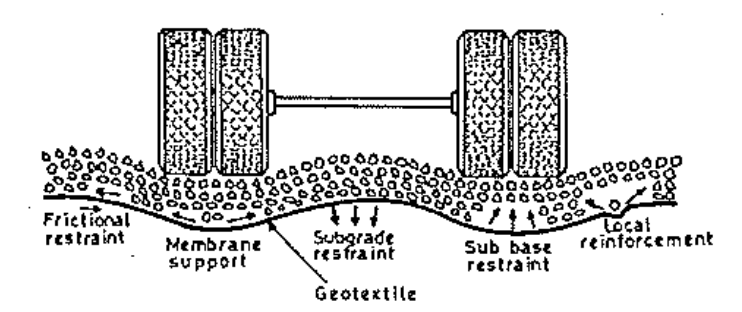 Frictional
restraint
Membrane
support
Geotextile
Subgrade
restraint
Sub base
restraint
Local
reinforcement